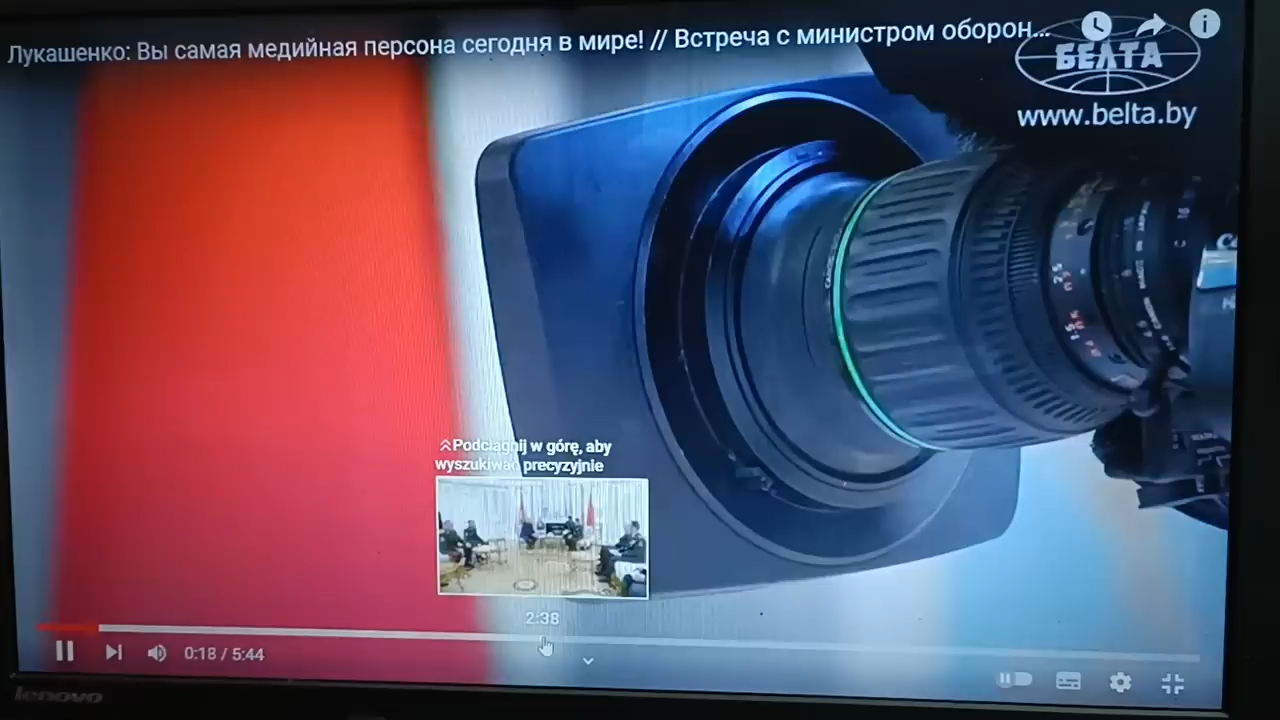 Лукашенко: Вы самая медийная персона сегодня в мире! // Встреча с министром оборон...
БЕЛТА
www.belta.by
Podciągnij w górę, aby
wyszukiwać precyzyjnie
2:38
0:18 / 5:44
lenovo